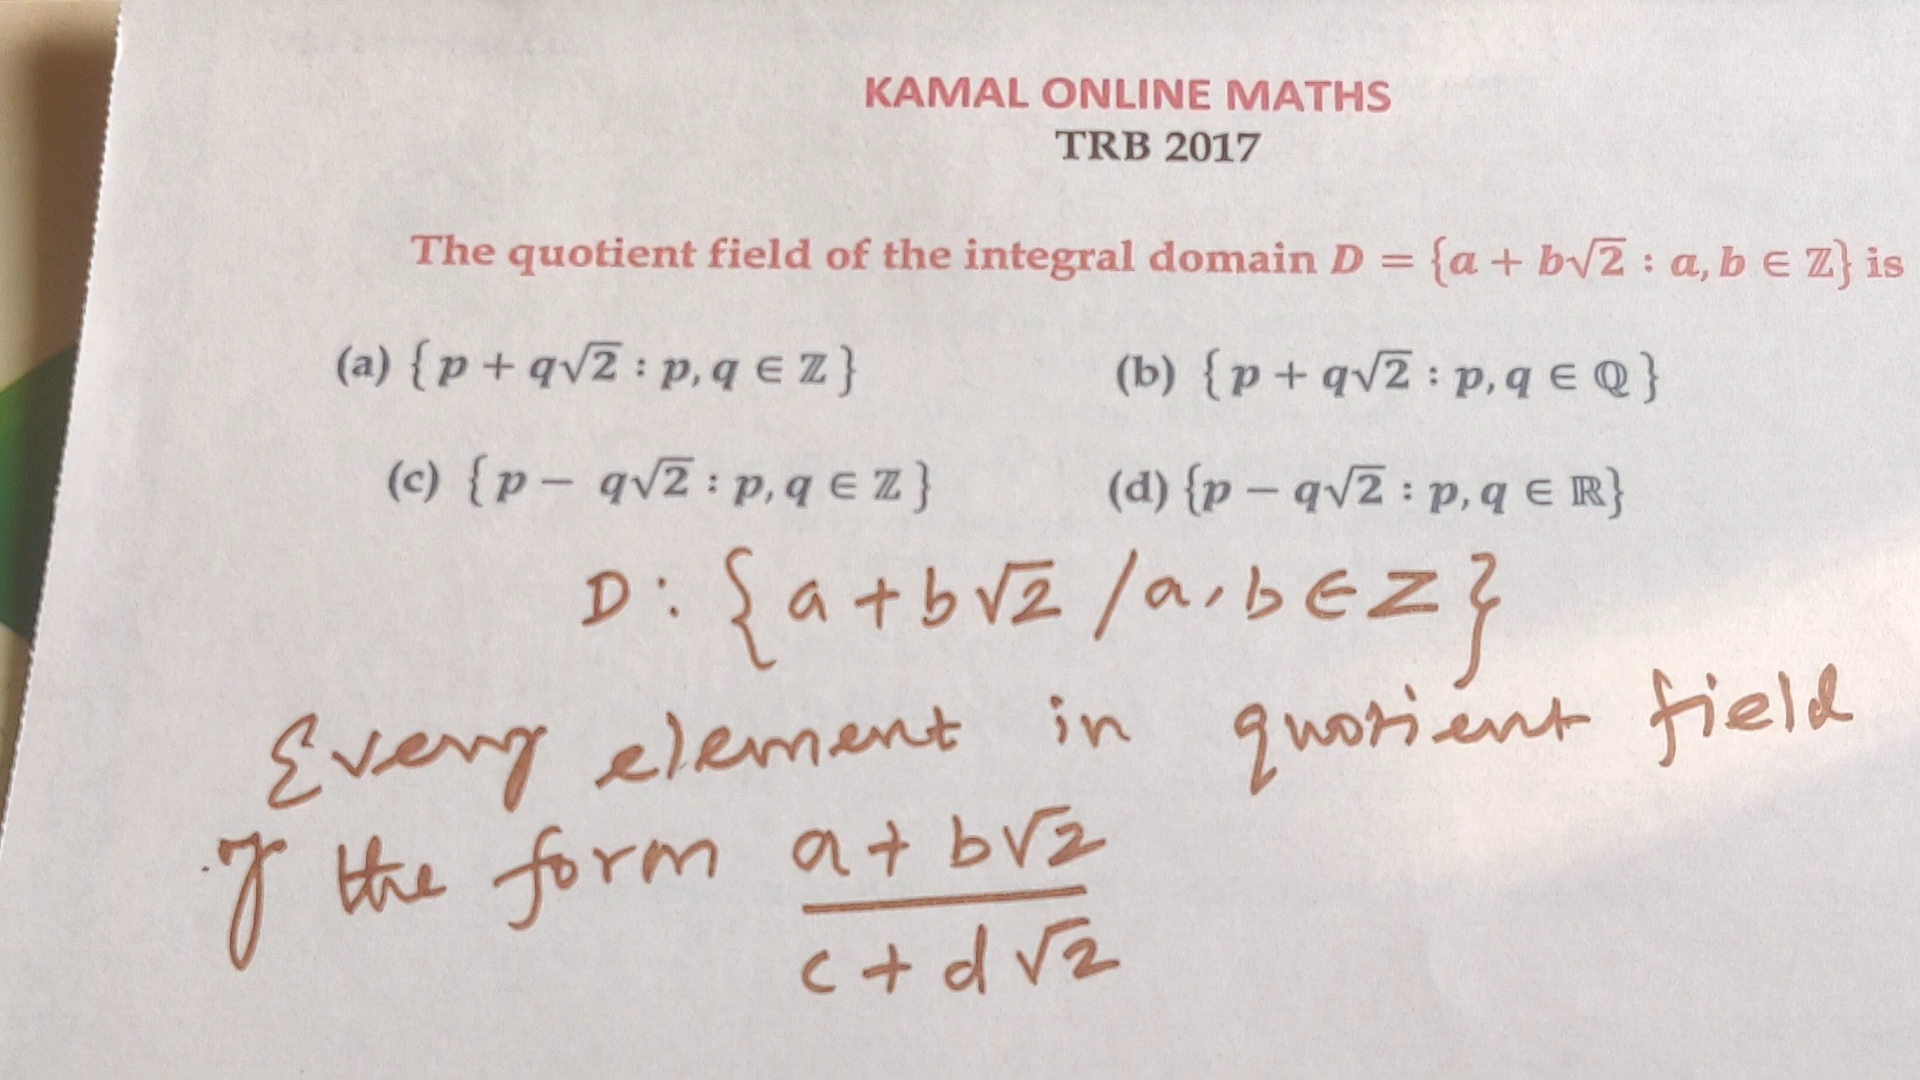 KAMAL ONLINE MATHS
TRB 2017
The quotient field of the integral domain D = {a + b√2 : a, b ∈ ℤ} is
(a) { p + q√2 : p, q ∈ ℤ } (b) { p + q√2 : p, q ∈ ℚ }
(c) { p − q√2 : p, q ∈ ℤ } (d) {p − q√2 : p, q ∈ ℝ}
D : { a + b√2 / a, b ∈ Z }
Every element in quotient field
of the form a + b√2
c + d√2